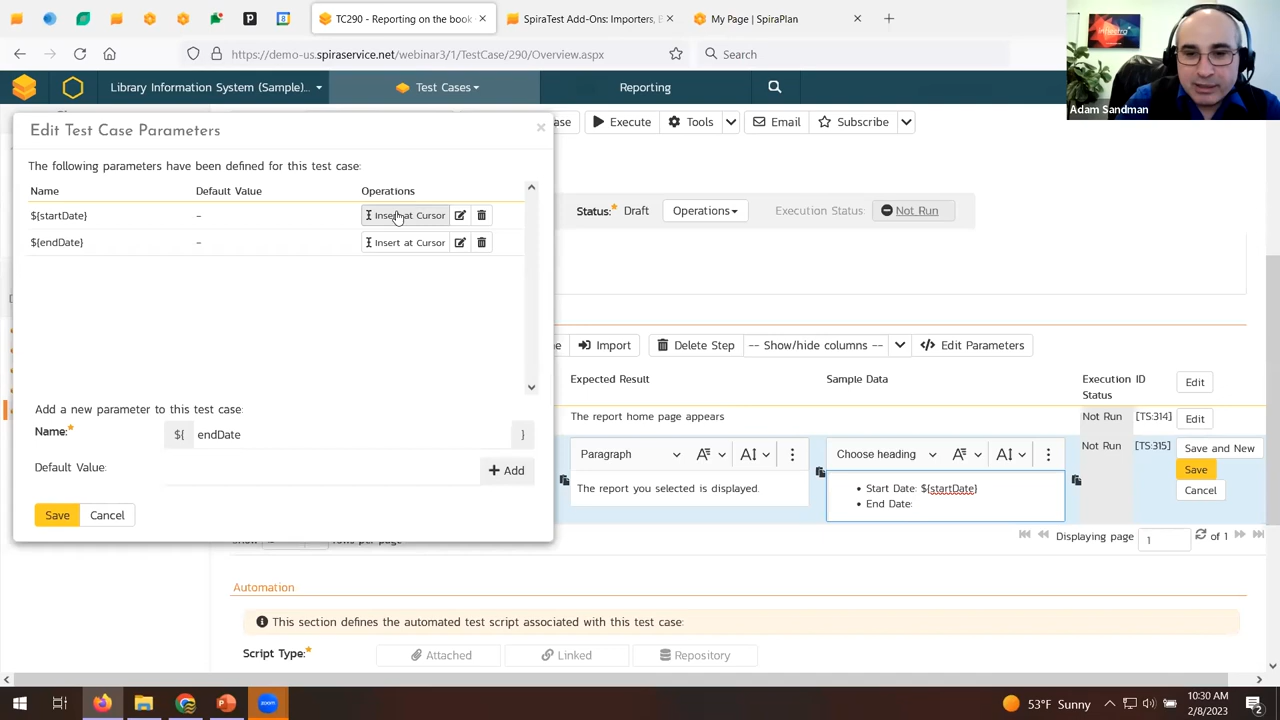 TC290 - Reporting on the book
SpiraTest Add-Ons: Importers, E
My Page | SpiraPlan
https://demo-us.spiraservice.net/webinar3/1/TestCase/290/Overview.aspx
Search
Library Information System (Sample)...
Test Cases
Reporting
inflectra
Adam Sandman
Edit Test Case Parameters
Execute
Tools
Email
Subscribe
The following parameters have been defined for this test case:
Name
Default Value
Operations
${startDate}
-
Insert at Cursor
${endDate}
-
Insert at Cursor
Status:* Draft
Operations
Execution Status:
Not Run
Import
Delete Step
-- Show/hide columns --
</> Edit Parameters
Expected Result
Sample Data
Execution Status
ID
Edit
The report home page appears
Not Run
[TS:314]
Edit
Paragraph
Choose heading
Not Run
[TS:315]
Save and New
Save
Cancel
The report you selected is displayed.
Start Date: ${startDate}
End Date:
Add a new parameter to this test case:
Name:*
${
endDate
}
Default Value:
+ Add
Save
Cancel
rows per page
Displaying page
1
of 1
Automation
This section defines the automated test script associated with this test case:
Script Type:*
Attached
Linked
Repository
zoom
53°F Sunny
10:30 AM
2/8/2023
2